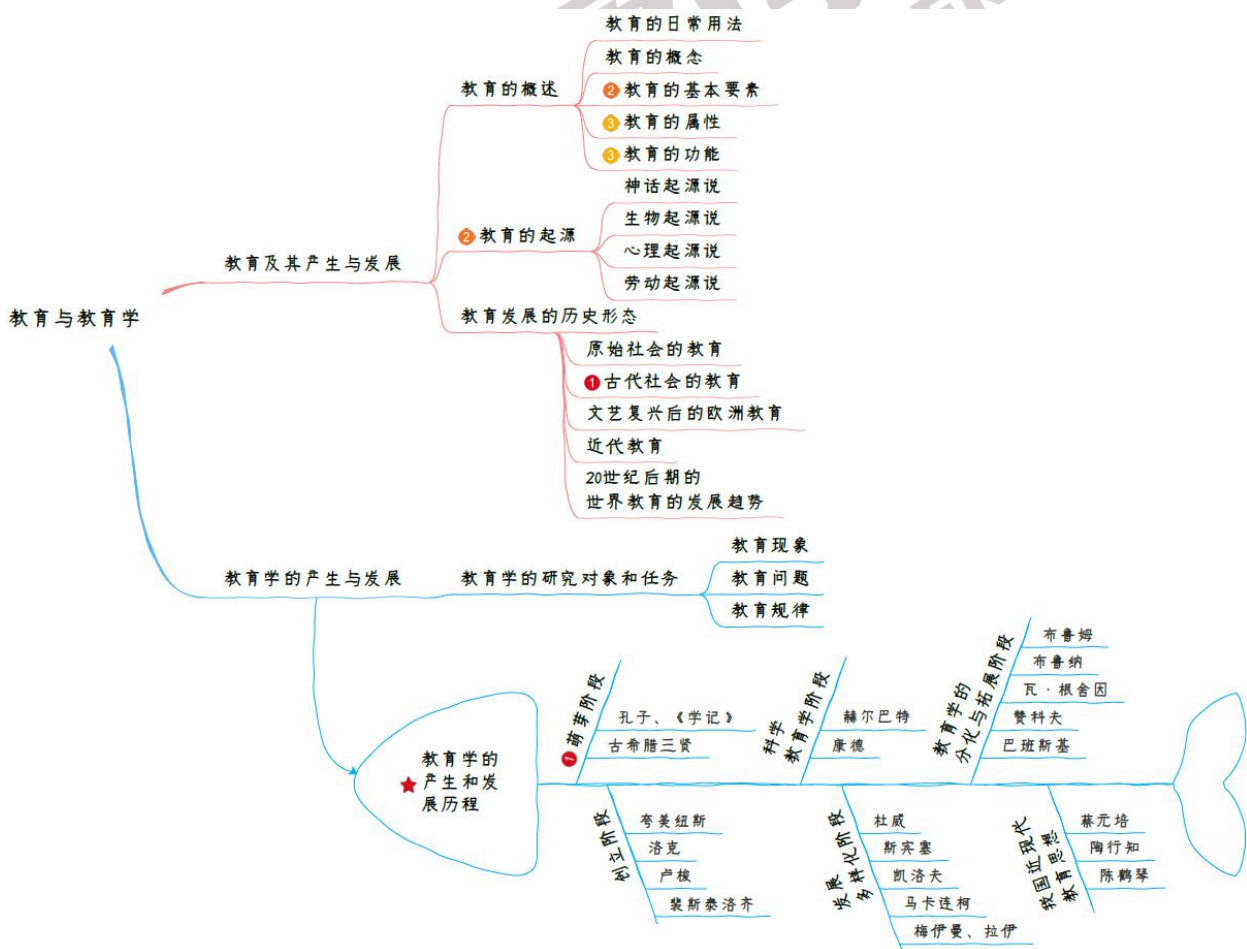 教育与教育学
教育及其产生与发展
教育的概述
教育的日常用法
教育的概念
2 教育的基本要素
3 教育的属性
3 教育的功能
2 教育的起源
神话起源说
生物起源说
心理起源说
劳动起源说
教育发展的历史形态
原始社会的教育
1 古代社会的教育
文艺复兴后的欧洲教育
近代教育
20世纪后期的
世界教育的发展趋势
教育学的产生与发展
教育学的研究对象和任务
教育现象
教育问题
教育规律
教育学的
产生和发
展历程
1 萌芽阶段
孔子、《学记》
古希腊三贤
创立阶段
夸美纽斯
洛克
卢梭
裴斯泰洛齐
科学
教育学阶段
赫尔巴特
康德
发展
多样化阶段
杜威
斯宾塞
凯洛夫
马卡连柯
梅伊曼、拉伊
教育学的
分化与拓展阶段
布鲁姆
布鲁纳
瓦·根舍因
赞科夫
巴班斯基
我国近现代
教育思想
蔡元培
陶行知
陈鹤琴